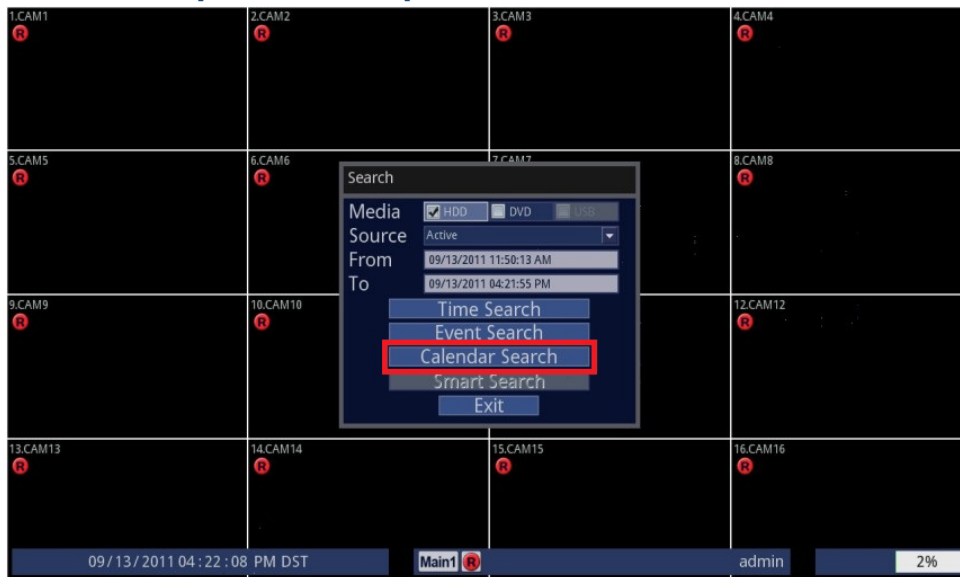 1.CAM1 2.CAM2 3.CAM3 4.CAM4
R R R R
5.CAM5 6.CAM6 7.CAM7 8.CAM8
R R R
Search
Media HDD DVD USB
Source Active
From 09/13/2011 11:50:13 AM
To 09/13/2011 04:21:55 PM
9.CAM9 10.CAM10 12.CAM12
R R R
Time Search
Event Search
Calendar Search
Smart Search
Exit
13.CAM13 14.CAM14 15.CAM15 16.CAM16
R R R R
09/13/2011 04:22:08 PM DST Main1 R admin 2%